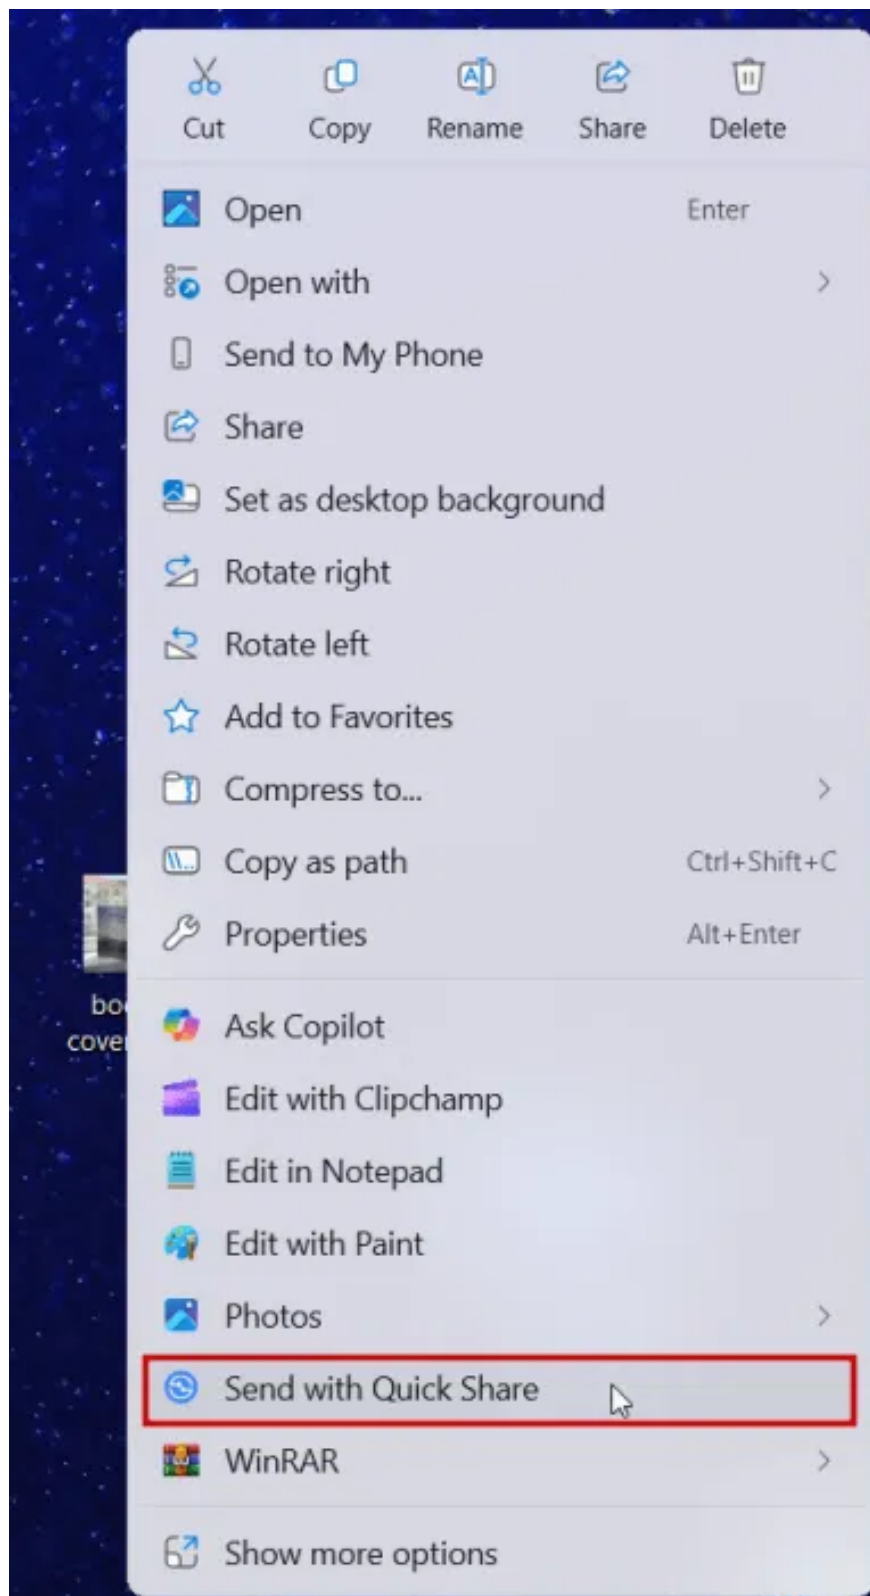 Cut Copy Rename Share Delete
Open Enter
Open with
Send to My Phone
Share
Set as desktop background
Rotate right
Rotate left
Add to Favorites
Compress to...
Copy as path Ctrl+Shift+C
Properties Alt+Enter
Ask Copilot
Edit with Clipchamp
Edit in Notepad
Edit with Paint
Photos
Send with Quick Share
WinRAR
Show more options